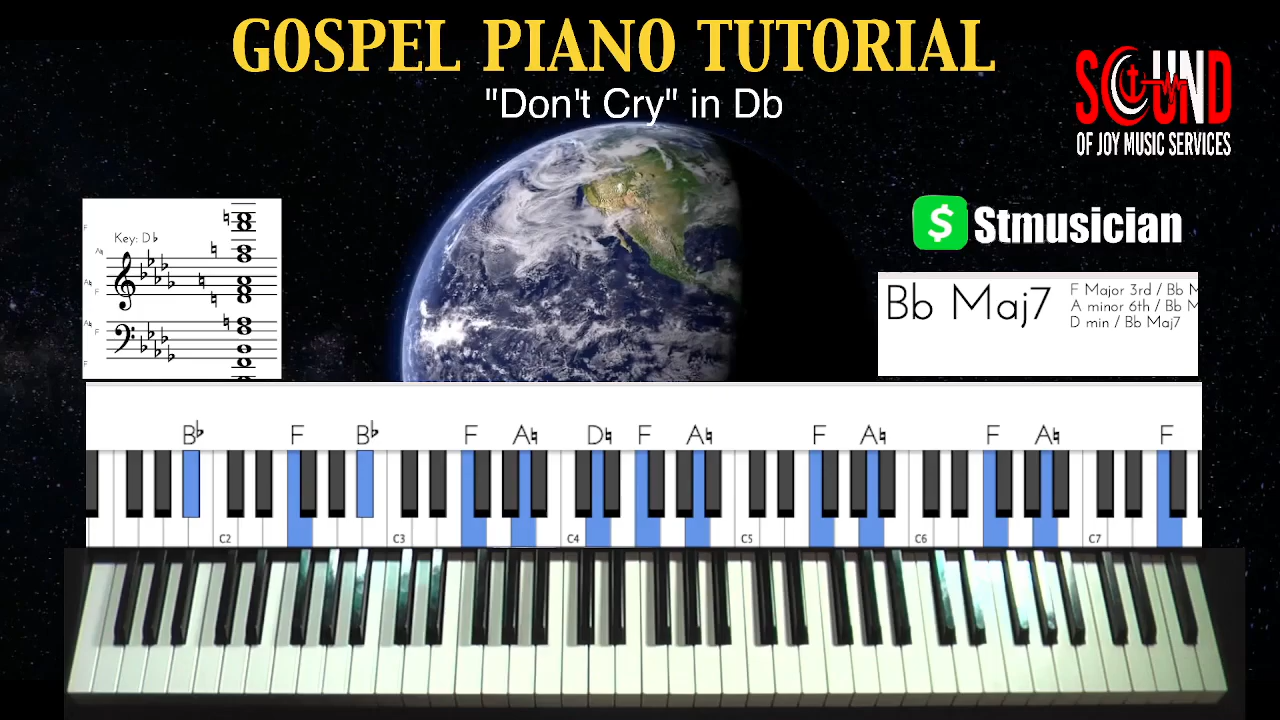 GOSPEL PIANO TUTORIAL
"Don't Cry" in Db
SOUND
OF JOY MUSIC SERVICES
$ Stmusician
Key: D♭
F
A♮
A♮
F
A♮
F
F
Bb Maj7
F Major 3rd / Bb M
A minor 6th / Bb M
D min / Bb Maj7
B♭ F B♭ F A♮ D♮ F A♮ F A♮ F A♮ F
C2 C3 C4 C5 C6 C7